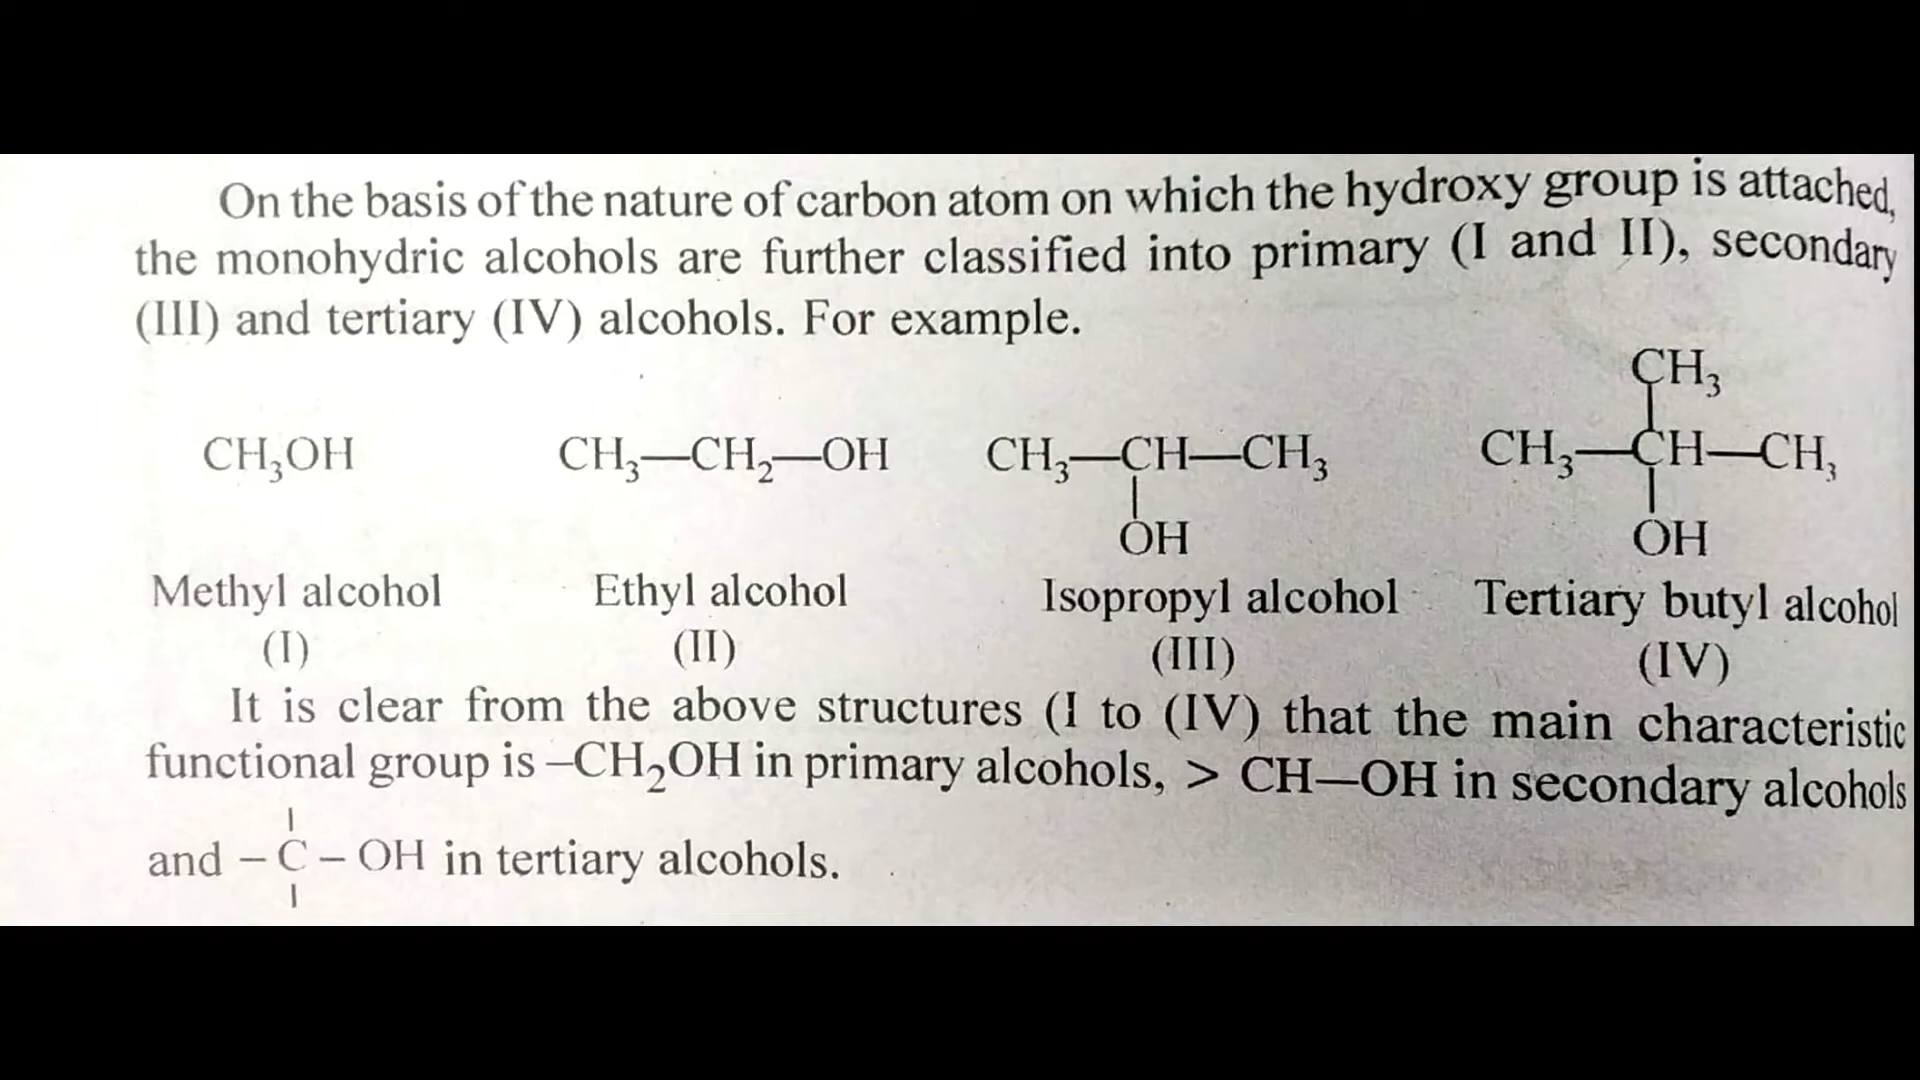 On the basis of the nature of carbon atom on which the hydroxy group is attached,
the monohydric alcohols are further classified into primary (I and II), secondary
(III) and tertiary (IV) alcohols. For example.
CH₃
CH₃OH CH₃—CH₂—OH CH₃—CH—CH₃ CH₃—CH—CH₃
OH OH
Methyl alcohol Ethyl alcohol Isopropyl alcohol Tertiary butyl alcohol
(I) (II) (III) (IV)
It is clear from the above structures (I to (IV) that the main characteristic
functional group is –CH₂OH in primary alcohols, > CH—OH in secondary alcohols
and – C – OH in tertiary alcohols.